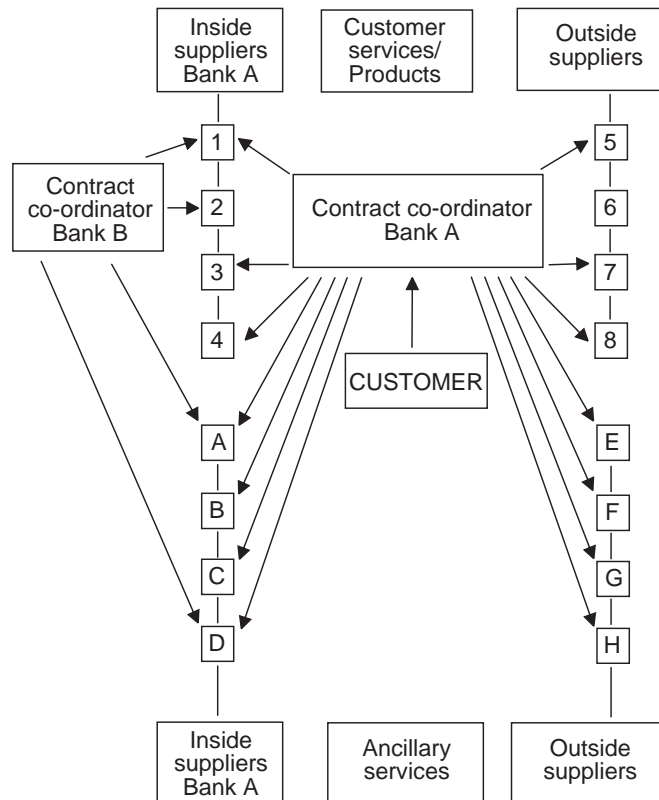 Inside
suppliers
Bank A
Customer
services/
Products
Outside
suppliers
1
5
Contract
co-ordinator
Bank B
2
Contract co-ordinator
Bank A
6
3
7
4
8
CUSTOMER
A
E
B
F
C
G
D
H
Inside
suppliers
Bank A
Ancillary
services
Outside
suppliers